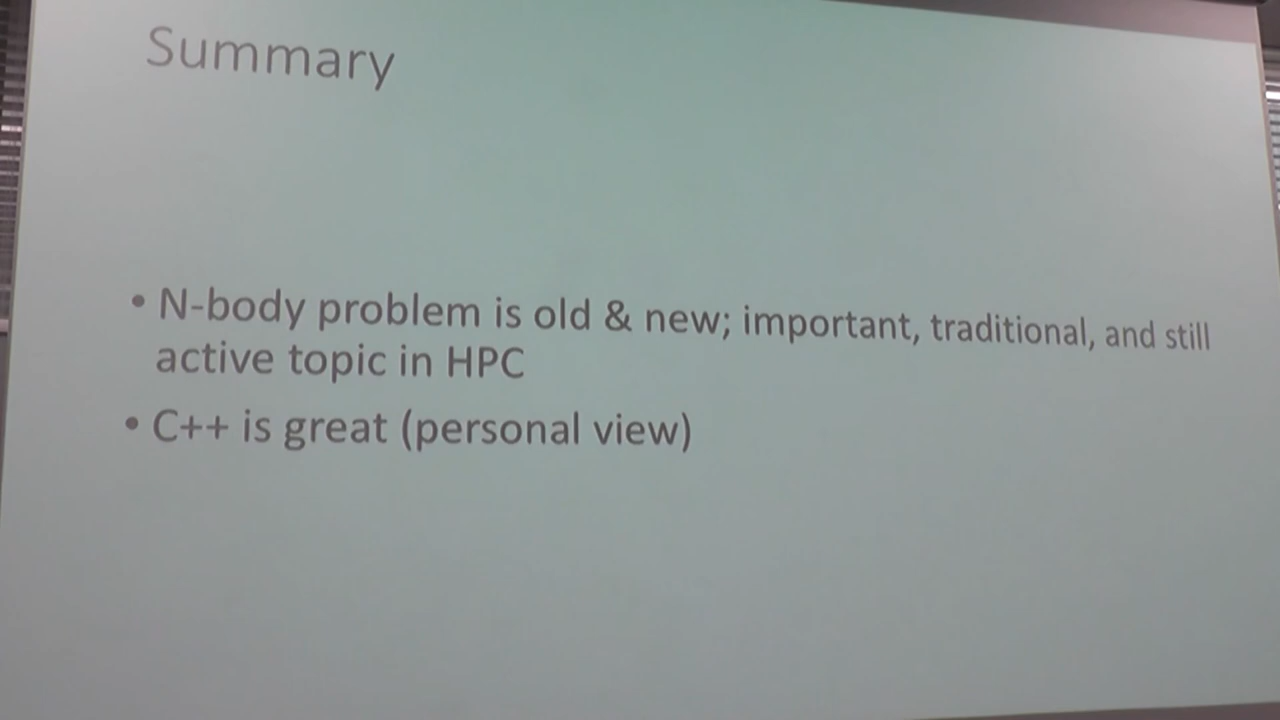 Summary
• N-body problem is old & new; important, traditional, and still
active topic in HPC
• C++ is great (personal view)